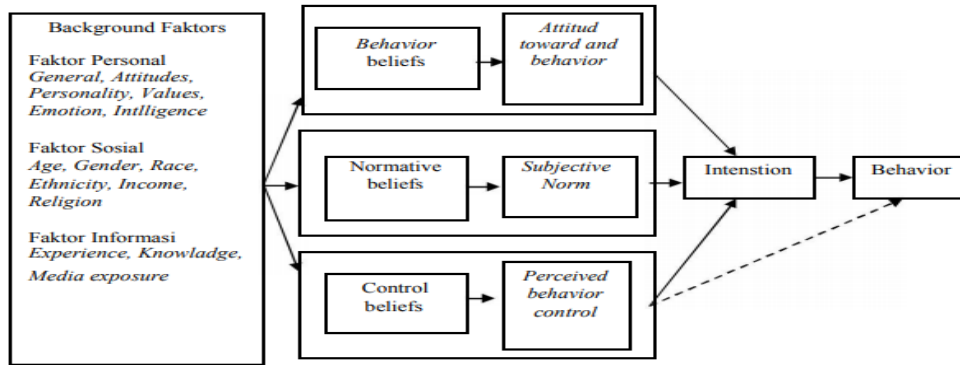 Background Faktors
Faktor Personal
General, Attitudes,
Personality, Values,
Emotion, Intlligence
Faktor Sosial
Age, Gender, Race,
Ethnicity, Income,
Religion
Faktor Informasi
Experience, Knowladge,
Media exposure
Behavior
beliefs
Attitud
toward and
behavior
Normative
beliefs
Subjective
Norm
Control
beliefs
Perceived
behavior
control
Intenstion
Behavior